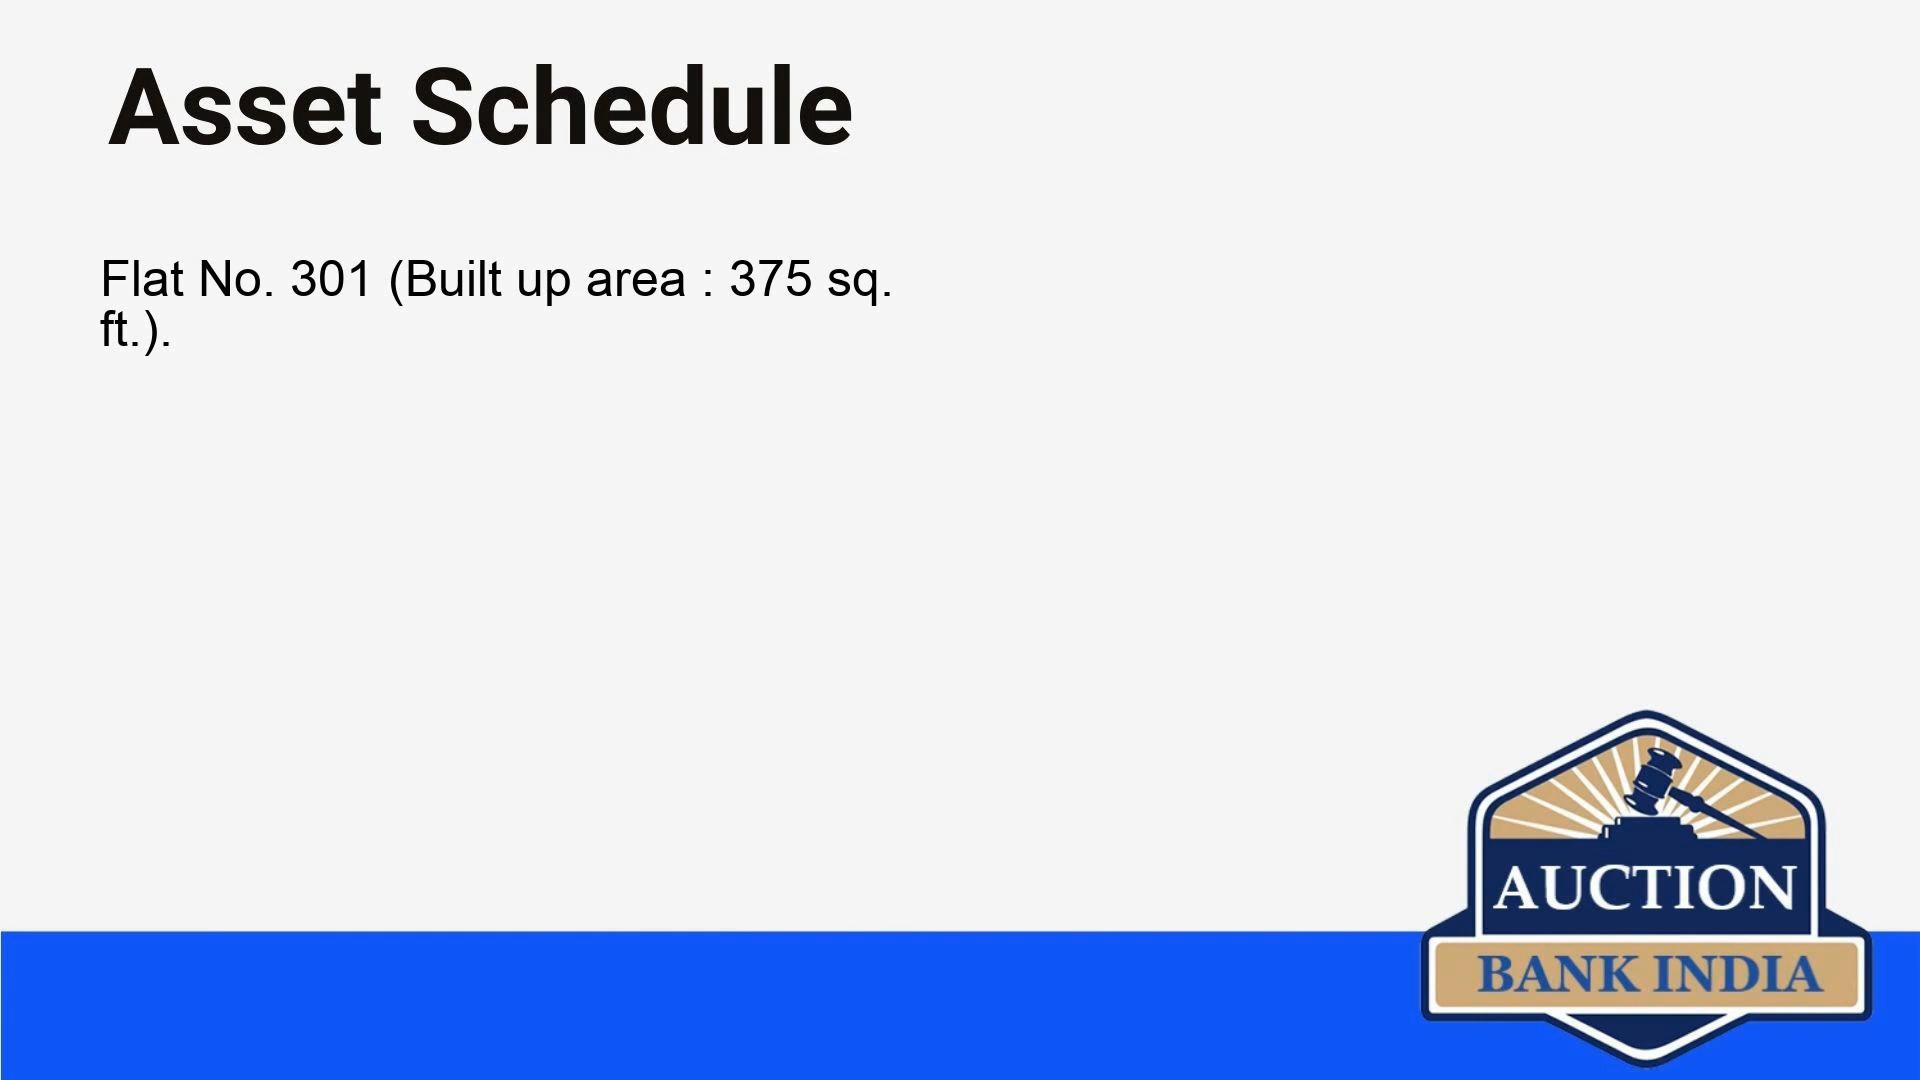 Asset Schedule
Flat No. 301 (Built up area : 375 sq.
ft.).
AUCTION
BANK INDIA